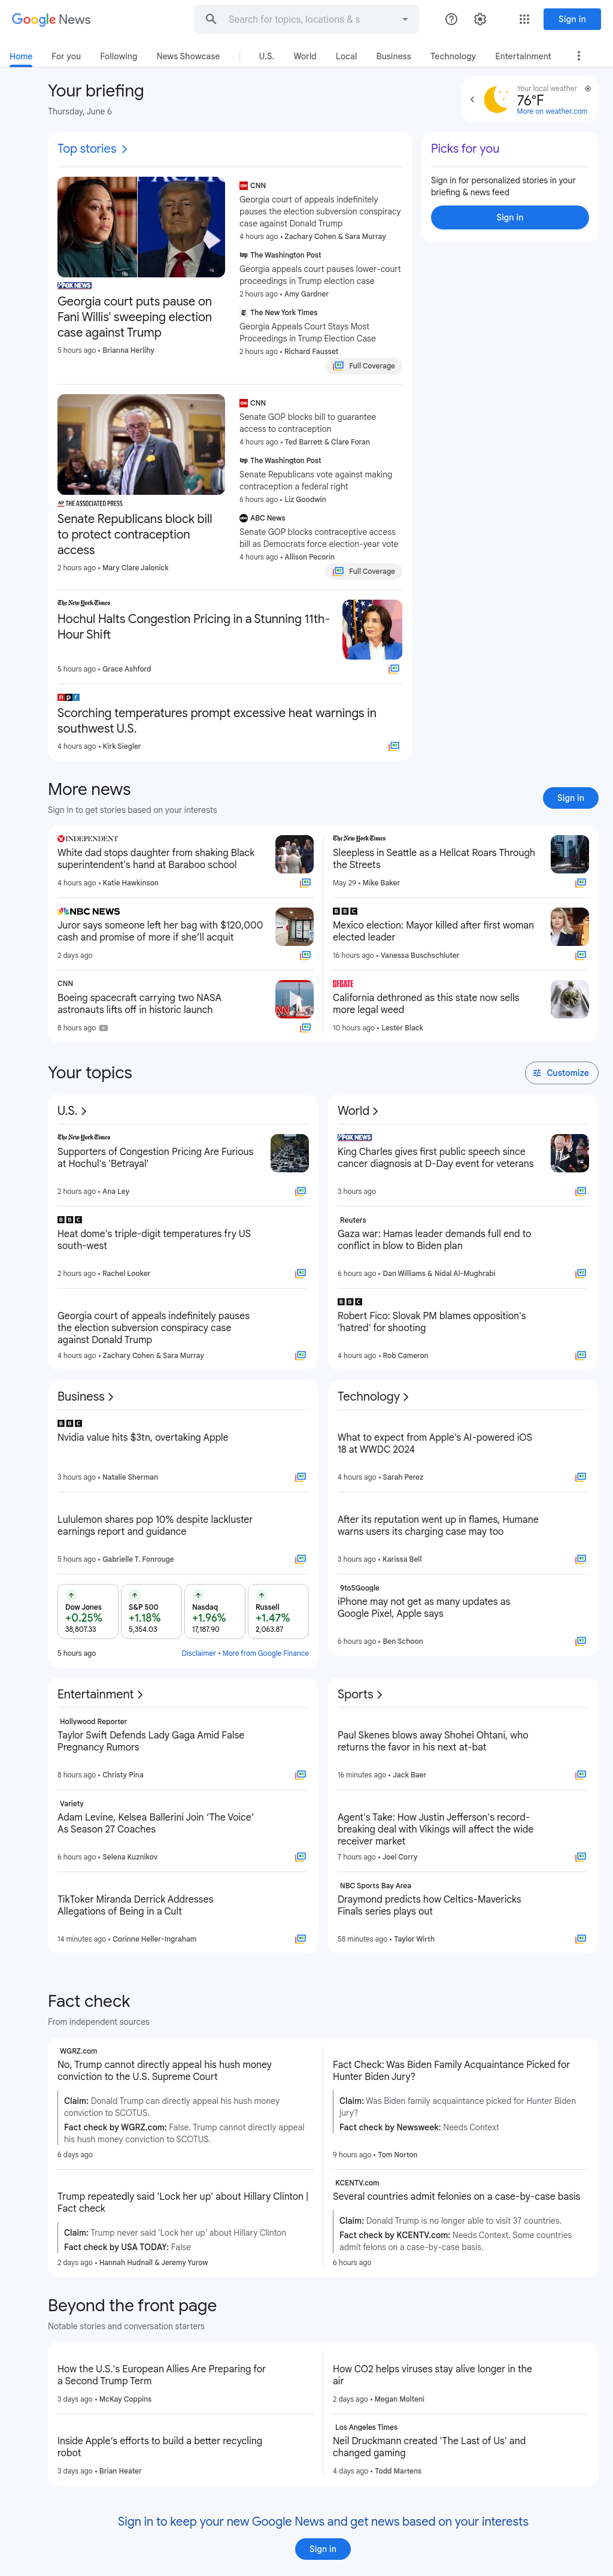 Google News
Search for topics, locations & s
Sign in
Home
For you
Following
News Showcase
U.S.
World
Local
Business
Technology
Entertainment
Your briefing
Thursday, June 6
Your local weather
76°F
More on weather.com
Top stories
FOX NEWS
Georgia court puts pause on
Fani Willis' sweeping election
case against Trump
5 hours ago • Brianna Herlihy
CNN
Georgia court of appeals indefinitely
pauses the election subversion conspiracy
case against Donald Trump
4 hours ago • Zachary Cohen & Sara Murray
The Washington Post
Georgia appeals court pauses lower-court
proceedings in Trump election case
2 hours ago • Amy Gardner
The New York Times
Georgia Appeals Court Stays Most
Proceedings in Trump Election Case
2 hours ago • Richard Fausset
Full Coverage
Picks for you
Sign in for personalized stories in your
briefing & news feed
Sign in
AP THE ASSOCIATED PRESS
Senate Republicans block bill
to protect contraception
access
2 hours ago • Mary Clare Jalonick
CNN
Senate GOP blocks bill to guarantee
access to contraception
4 hours ago • Ted Barrett & Clare Foran
The Washington Post
Senate Republicans vote against making
contraception a federal right
6 hours ago • Liz Goodwin
ABC News
Senate GOP blocks contraceptive access
bill as Democrats force election-year vote
4 hours ago • Allison Pecorin
Full Coverage
The New York Times
Hochul Halts Congestion Pricing in a Stunning 11th-
Hour Shift
5 hours ago • Grace Ashford
npr
Scorching temperatures prompt excessive heat warnings in
southwest U.S.
4 hours ago • Kirk Siegler
More news
Sign in to get stories based on your interests
Sign in
INDEPENDENT
White dad stops daughter from shaking Black
superintendent's hand at Baraboo school
4 hours ago • Katie Hawkinson
The New York Times
Sleepless in Seattle as a Hellcat Roars Through
the Streets
May 29 • Mike Baker
NBC NEWS
Juror says someone left her bag with $120,000
cash and promise of more if she'll acquit
2 days ago
BBC
Mexico election: Mayor killed after first woman
elected leader
16 hours ago • Vanessa Buschschluter
CNN
Boeing spacecraft carrying two NASA
astronauts lifts off in historic launch
8 hours ago
SFGATE
California dethroned as this state now sells
more legal weed
10 hours ago • Lester Black
Your topics
Customize
U.S.
The New York Times
Supporters of Congestion Pricing Are Furious
at Hochul's 'Betrayal'
2 hours ago • Ana Ley
BBC
Heat dome's triple-digit temperatures fry US
south-west
2 hours ago • Rachel Looker
Georgia court of appeals indefinitely pauses
the election subversion conspiracy case
against Donald Trump
4 hours ago • Zachary Cohen & Sara Murray
World
FOX NEWS
King Charles gives first public speech since
cancer diagnosis at D-Day event for veterans
3 hours ago
Reuters
Gaza war: Hamas leader demands full end to
conflict in blow to Biden plan
6 hours ago • Dan Williams & Nidal Al-Mughrabi
BBC
Robert Fico: Slovak PM blames opposition's
'hatred' for shooting
4 hours ago • Rob Cameron
Business
BBC
Nvidia value hits $3tn, overtaking Apple
3 hours ago • Natalie Sherman
Lululemon shares pop 10% despite lackluster
earnings report and guidance
5 hours ago • Gabrielle T. Fonrouge
Dow Jones
+0.25%
38,807.33
S&P 500
+1.18%
5,354.03
Nasdaq
+1.96%
17,187.90
Russell
+1.47%
2,063.87
5 hours ago
Disclaimer • More from Google Finance
Technology
What to expect from Apple's AI-powered iOS
18 at WWDC 2024
4 hours ago • Sarah Perez
After its reputation went up in flames, Humane
warns users its charging case may too
3 hours ago • Karissa Bell
9to5Google
iPhone may not get as many updates as
Google Pixel, Apple says
6 hours ago • Ben Schoon
Entertainment
Hollywood Reporter
Taylor Swift Defends Lady Gaga Amid False
Pregnancy Rumors
8 hours ago • Christy Pina
Variety
Adam Levine, Kelsea Ballerini Join 'The Voice'
As Season 27 Coaches
6 hours ago • Selena Kuznikov
TikToker Miranda Derrick Addresses
Allegations of Being in a Cult
14 minutes ago • Corinne Heller-Ingraham
Sports
Paul Skenes blows away Shohei Ohtani, who
returns the favor in his next at-bat
16 minutes ago • Jack Baer
Agent's Take: How Justin Jefferson's record-
breaking deal with Vikings will affect the wide
receiver market
7 hours ago • Joel Corry
NBC Sports Bay Area
Draymond predicts how Celtics-Mavericks
Finals series plays out
58 minutes ago • Taylor Wirth
Fact check
From independent sources
WGRZ.com
No, Trump cannot directly appeal his hush money
conviction to the U.S. Supreme Court
Claim: Donald Trump can directly appeal his hush money
conviction to SCOTUS.
Fact check by WGRZ.com: False. Trump cannot directly appeal
his hush money conviction to SCOTUS.
6 days ago
Fact Check: Was Biden Family Acquaintance Picked for
Hunter Biden Jury?
Claim: Was Biden family acquaintance picked for Hunter Biden
jury?
Fact check by Newsweek: Needs Context
9 hours ago • Tom Norton
Trump repeatedly said 'Lock her up' about Hillary Clinton |
Fact check
Claim: Trump never said 'Lock her up' about Hillary Clinton
Fact check by USA TODAY: False
2 days ago • Hannah Hudnall & Jeremy Yurow
KCENTV.com
Several countries admit felonies on a case-by-case basis
Claim: Donald Trump is no longer able to visit 37 countries.
Fact check by KCENTV.com: Needs Context. Some countries
admit felons on a case-by-case basis.
6 hours ago
Beyond the front page
Notable stories and conversation starters
How the U.S.'s European Allies Are Preparing for
a Second Trump Term
3 days ago • McKay Coppins
How CO2 helps viruses stay alive longer in the
air
2 days ago • Megan Molteni
Inside Apple's efforts to build a better recycling
robot
3 days ago • Brian Heater
Los Angeles Times
Neil Druckmann created 'The Last of Us' and
changed gaming
4 days ago • Todd Martens
Sign in to keep your new Google News and get news based on your interests
Sign in